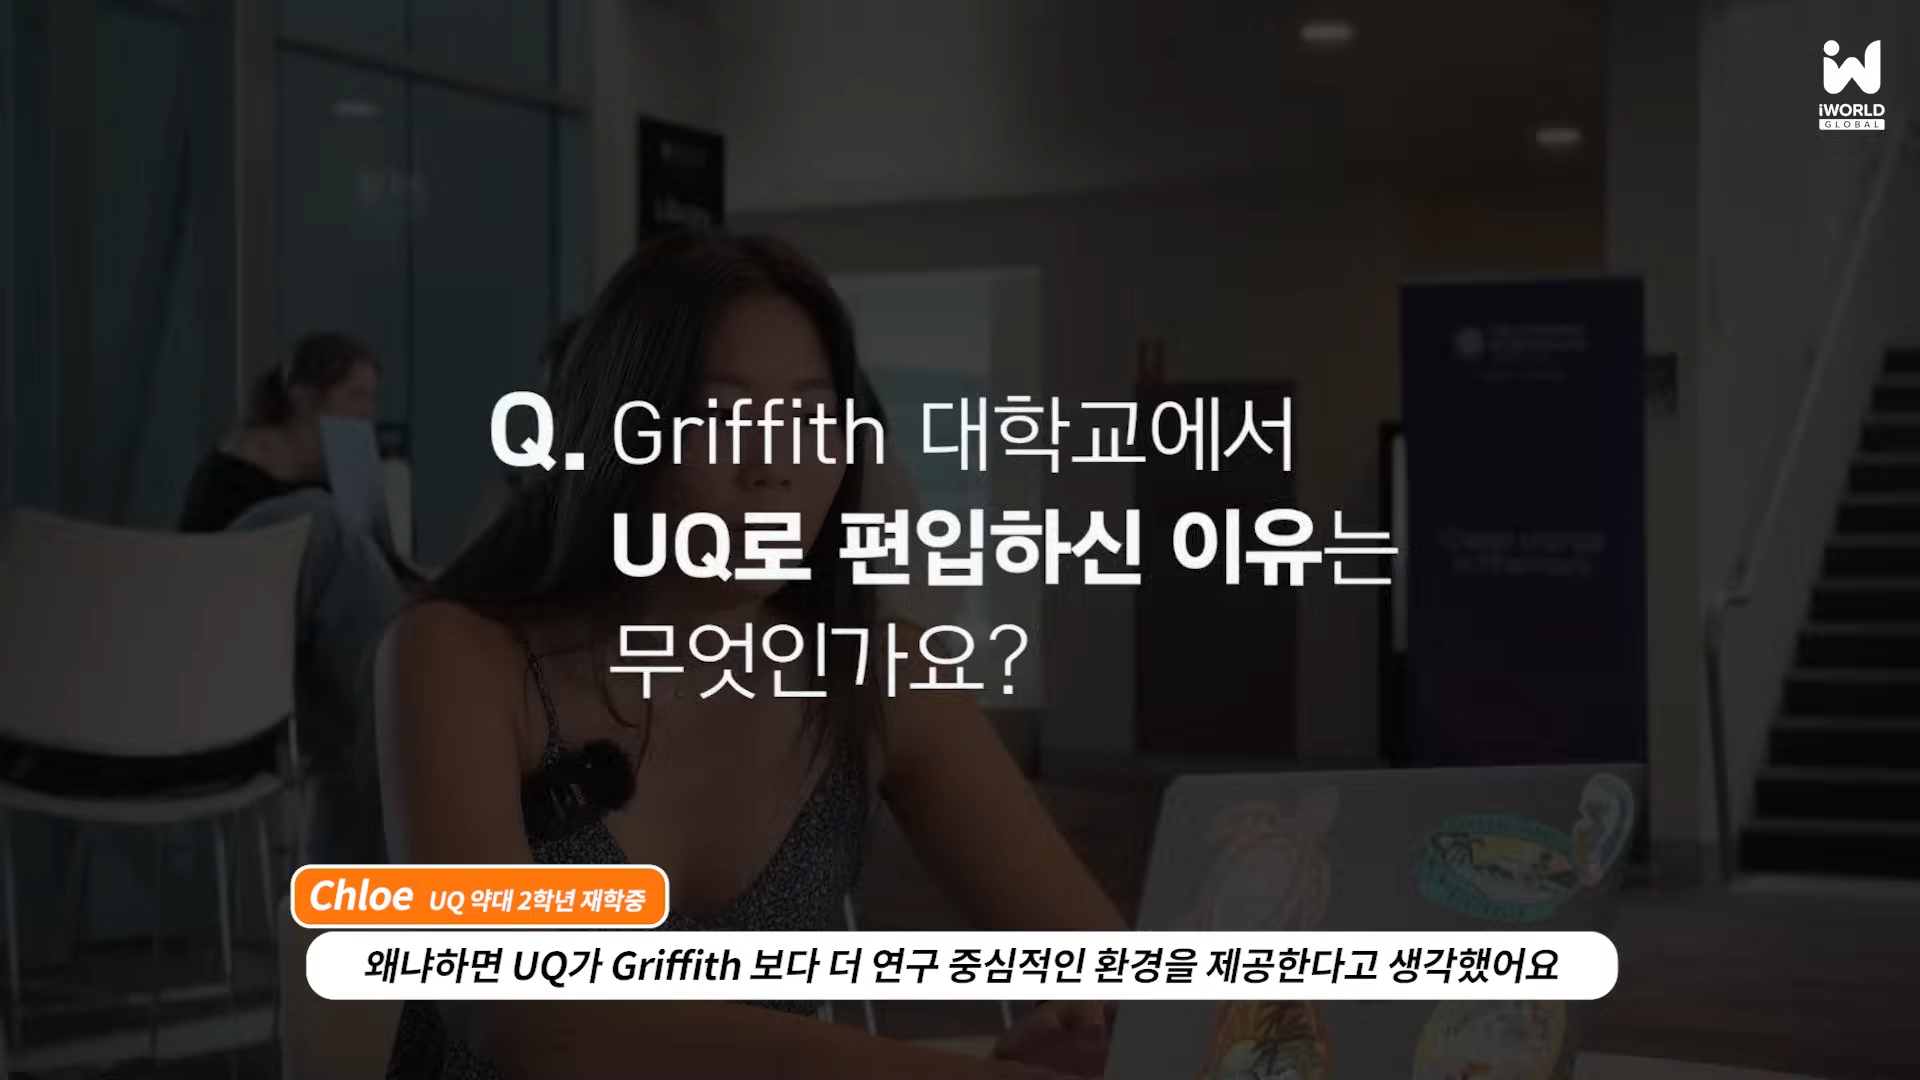 iWORLD
GLOBAL
Q. Griffith 대학교에서
UQ로 편입하신 이유는
무엇인가요?
Chloe UQ 약대 2학년 재학중
왜냐하면 UQ가 Griffith 보다 더 연구 중심적인 환경을 제공한다고 생각했어요